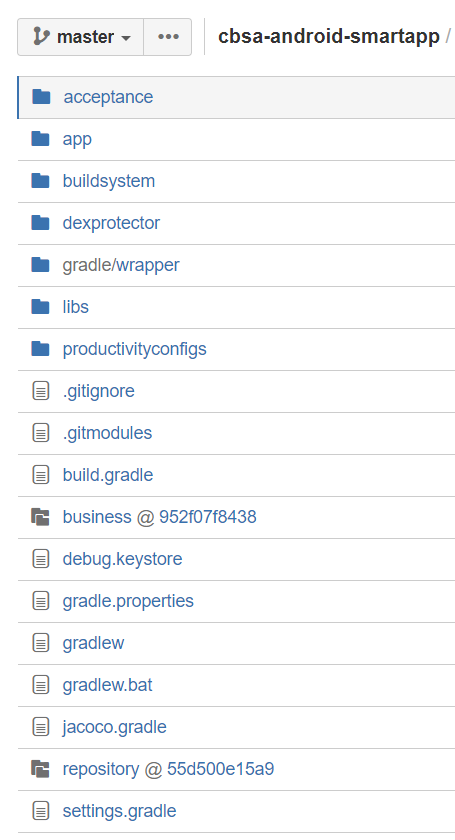 master ••• cbsa-android-smartapp /
acceptance
app
buildsystem
dexprotector
gradle/wrapper
libs
productivityconfigs
.gitignore
.gitmodules
build.gradle
business @ 952f07f8438
debug.keystore
gradle.properties
gradlew
gradlew.bat
jacoco.gradle
repository @ 55d500e15a9
settings.gradle